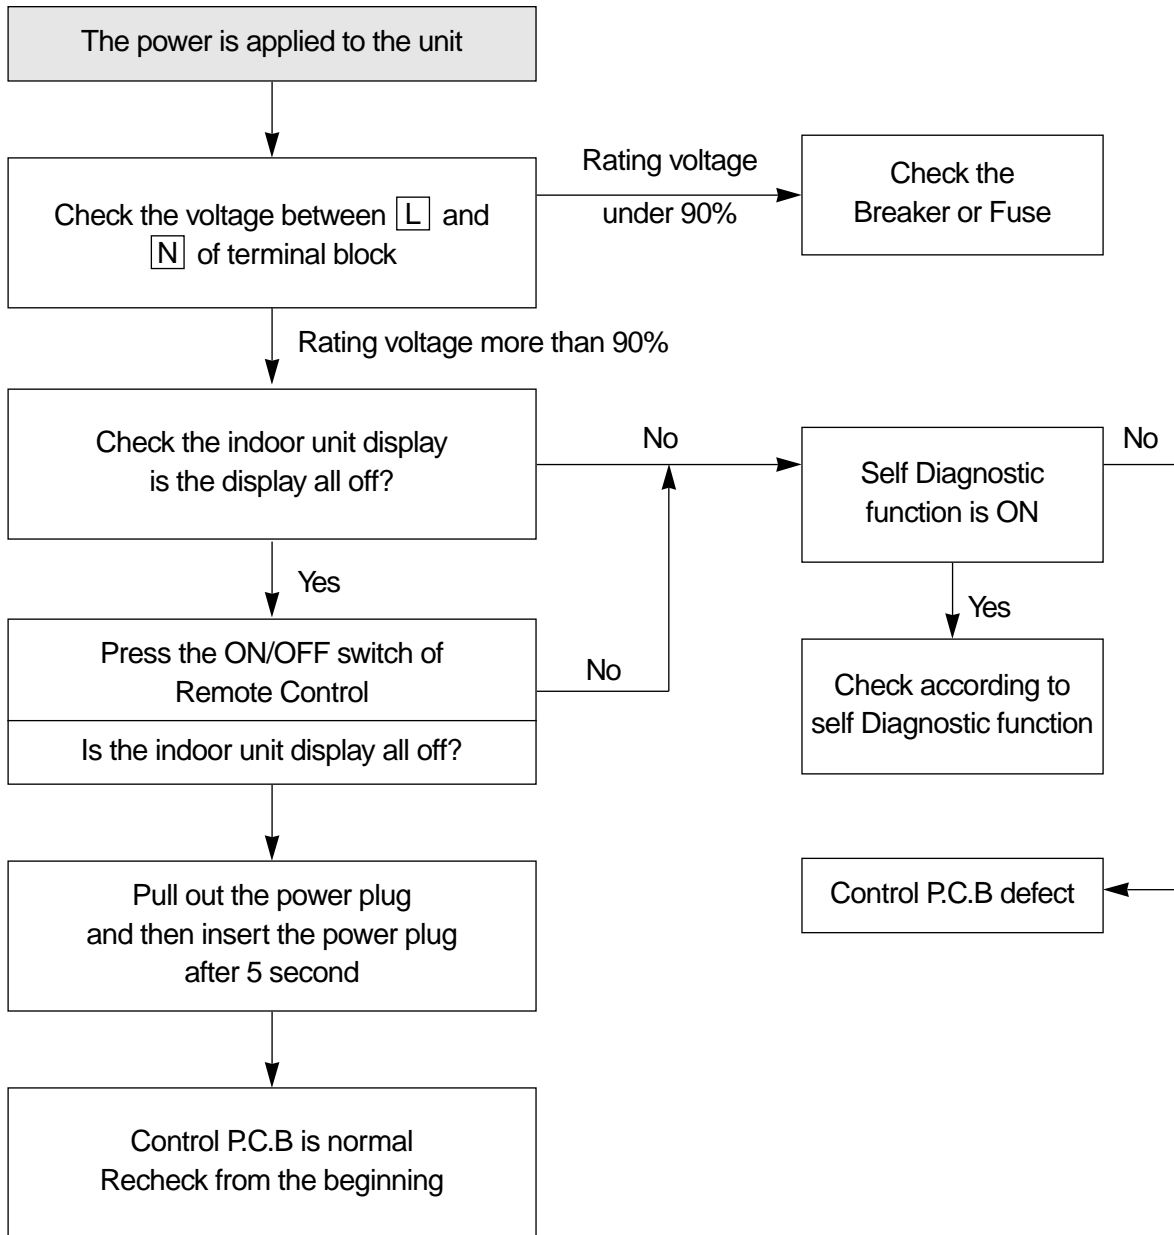 The power is applied to the unit
Check the voltage between L and
N of terminal block
Rating voltage
under 90%
Check the
Breaker or Fuse
Rating voltage more than 90%
Check the indoor unit display
is the display all off?
No
Self Diagnostic
function is ON
No
Yes
Yes
Press the ON/OFF switch of
Remote Control
No
Is the indoor unit display all off?
Check according to
self Diagnostic function
Pull out the power plug
and then insert the power plug
after 5 second
Control P.C.B defect
Control P.C.B is normal
Recheck from the beginning